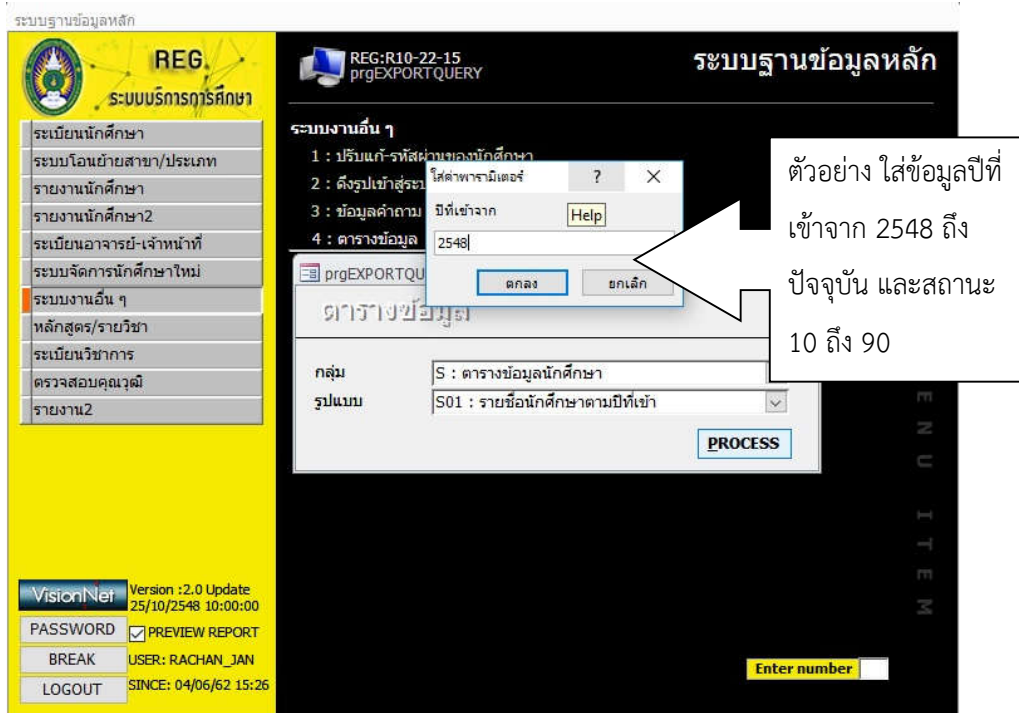 ระบบฐานข้อมูลหลัก
REG.
ระบบบริการการศึกษา
REG:R10-22-15
prgEXPORTQUERY
ระบบฐานข้อมูลหลัก
ระเบียนนักศึกษา
ระบบโอนย้ายสาขา/ประเภท
รายงานนักศึกษา
รายงานนักศึกษา2
ระเบียนอาจารย์-เจ้าหน้าที่
ระบบจัดการนักศึกษาใหม่
ระบบงานอื่น ๆ
หลักสูตร/รายวิชา
ระเบียนวิชาการ
ตรวจสอบคุณวุฒิ
รายงาน2
ระบบงานอื่น ๆ
1 : ปรับแก้-รหัสผ่านของนักศึกษา
2 : ดึงรูปเข้าสู่ระบ
3 : ข้อมูลคำถาม
4 : ตารางข้อมูล
ใส่ค่าพารามิเตอร์ ?
ปีที่เข้าจาก
Help
2548
ตกลง ยกเลิก
ตัวอย่าง ใส่ข้อมูลปีที่
เข้าจาก 2548 ถึง
ปัจจุบัน และสถานะ
10 ถึง 90
prgEXPORTQU
ตารางข้อมูล
กลุ่ม S : ตารางข้อมูลนักศึกษา
รูปแบบ S01 : รายชื่อนักศึกษาตามปีที่เข้า
PROCESS
ENU ITEM
VisionNet
Version :2.0 Update
25/10/2548 10:00:00
PASSWORD PREVIEW REPORT
BREAK USER: RACHAN_JAN
LOGOUT SINCE: 04/06/62 15:26
Enter number